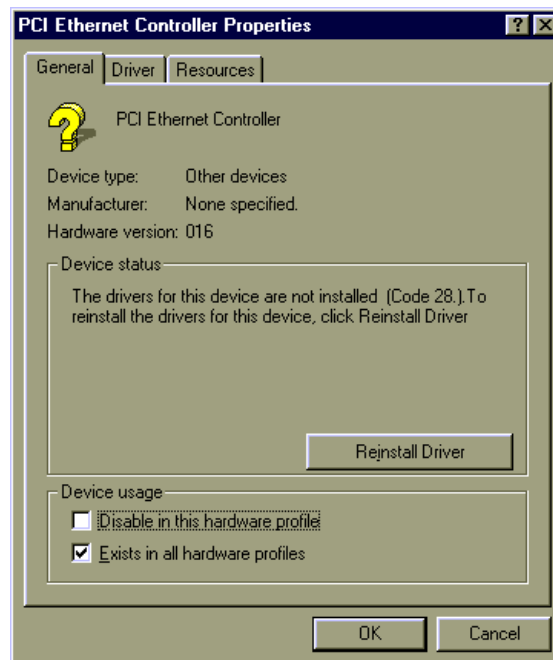 PCI Ethernet Controller Properties
General Driver Resources
PCI Ethernet Controller
Device type: Other devices
Manufacturer: None specified.
Hardware version: 016
Device status
The drivers for this device are not installed (Code 28.).To
reinstall the drivers for this device, click Reinstall Driver
Reinstall Driver
Device usage
Disable in this hardware profile
Exists in all hardware profiles
OK Cancel